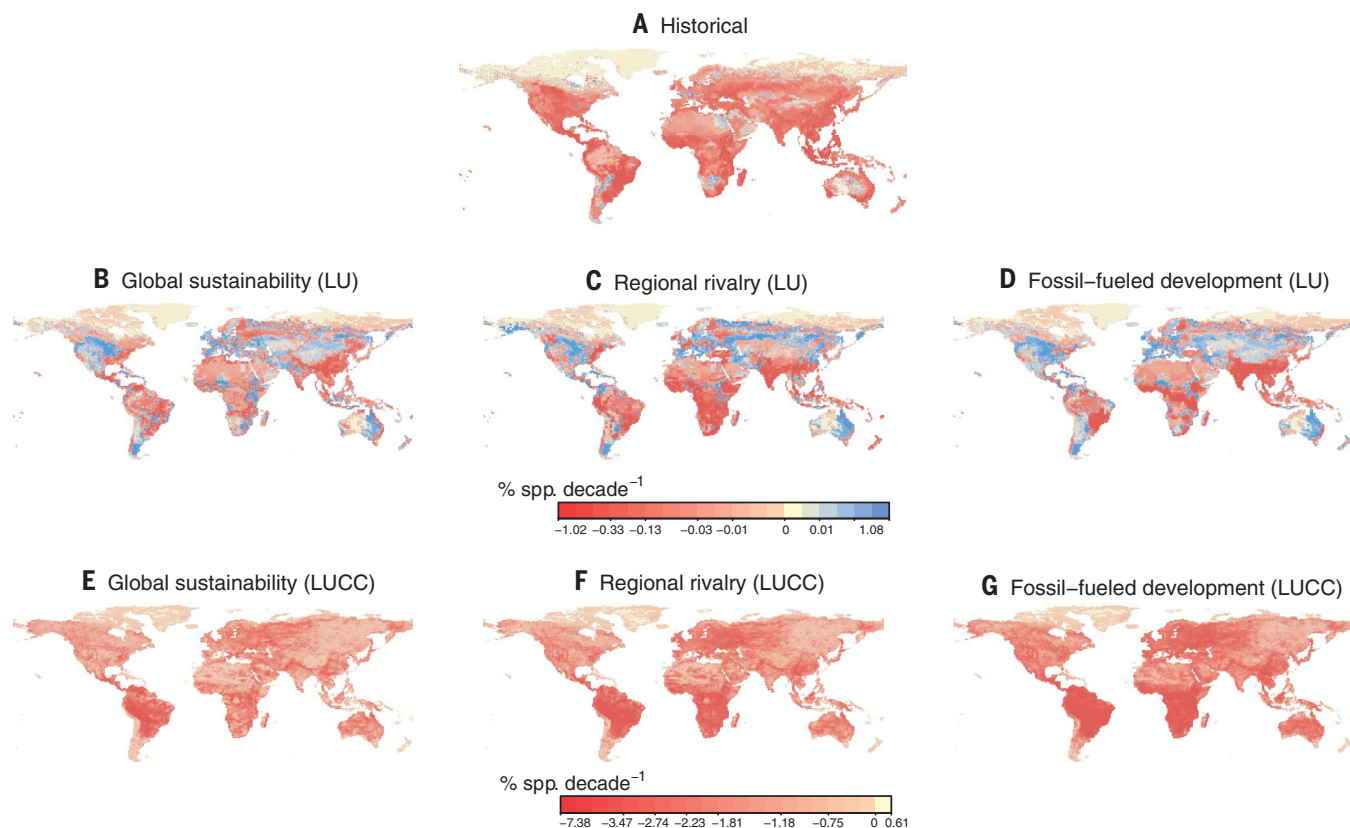 A Historical
B Global sustainability (LU)
C Regional rivalry (LU)
D Fossil–fueled development (LU)
% spp. decade⁻¹
−1.02 −0.33 −0.13 −0.03 −0.01 0 0.01 1.08
E Global sustainability (LUCC)
F Regional rivalry (LUCC)
G Fossil–fueled development (LUCC)
% spp. decade⁻¹
−7.38 −3.47 −2.74 −2.23 −1.81 −1.18 −0.75 0 0.61